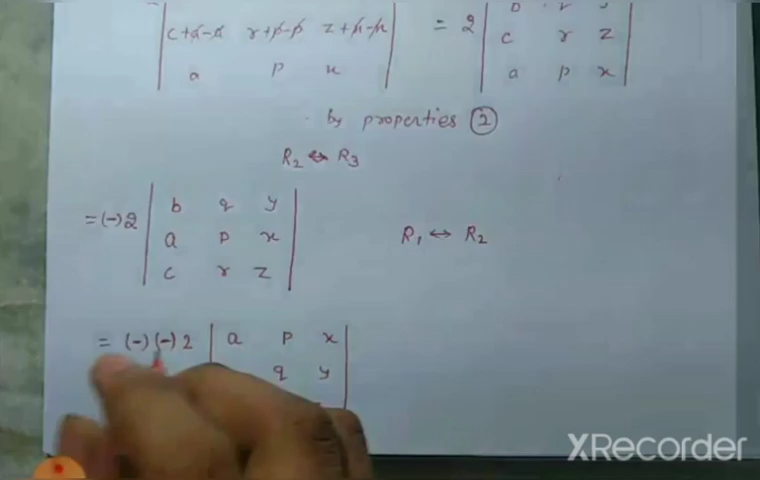 c+a-a r+p-p z+x-x = 2
c r z
a p x a p x
by properties ②
R₂ ↔ R₃
= (-) 2 | b q y |
| a p x | R₁ ↔ R₂
| c r z |
= (-) (-) 2 | a p x |
q y |
XRecorder